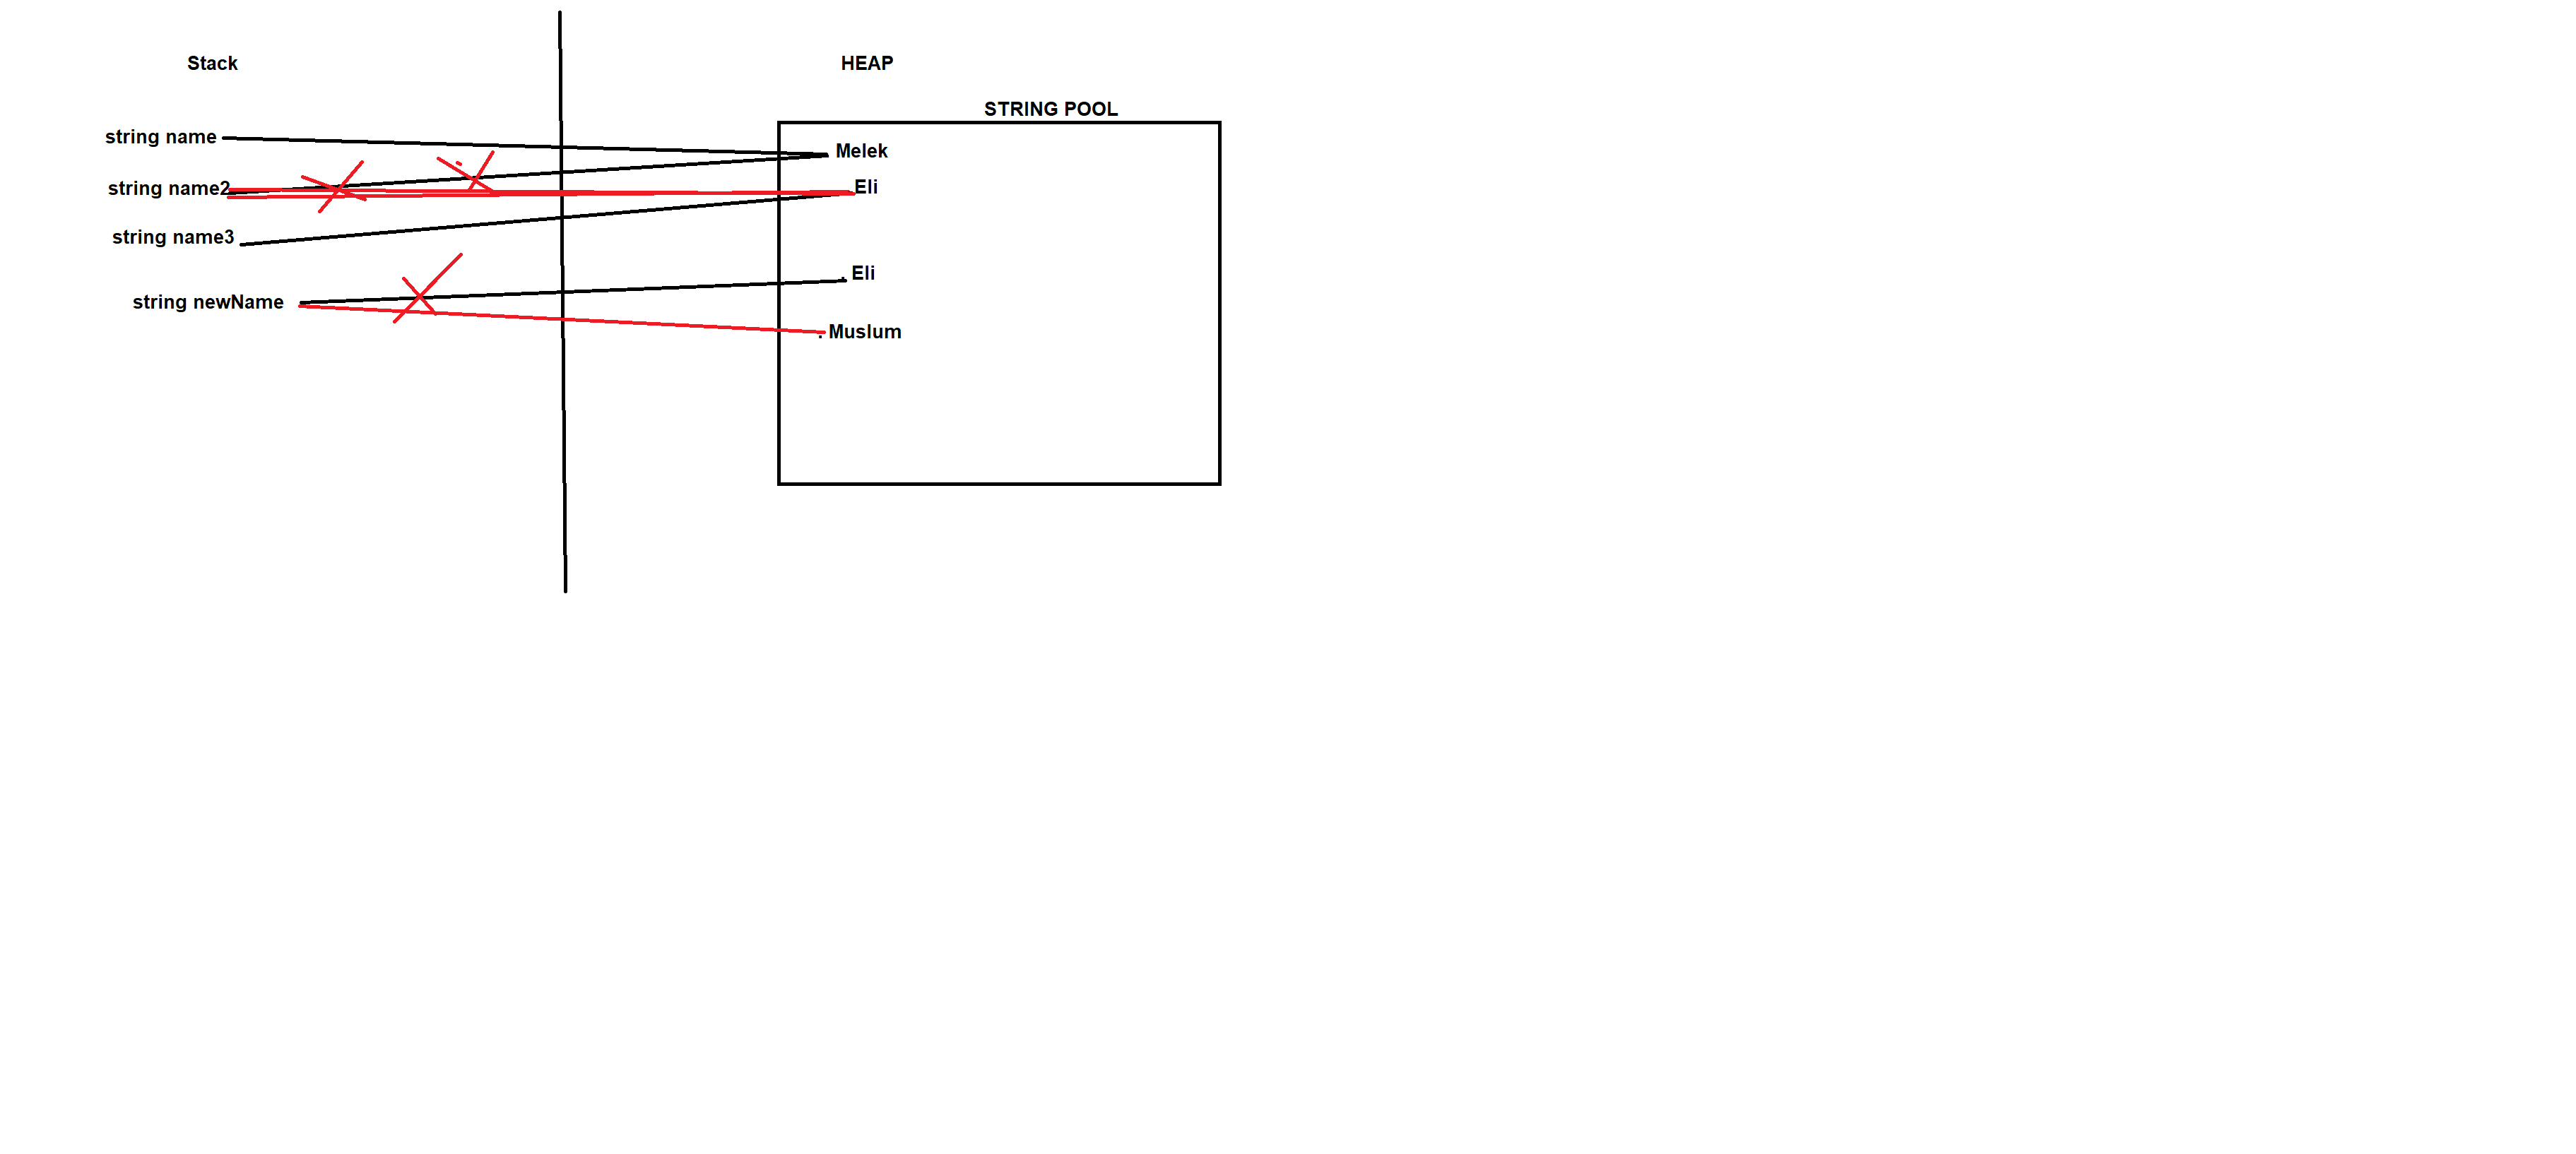 Stack
HEAP
STRING POOL
string name
Melek
string name2
Eli
string name3
Eli
string newName
Muslum